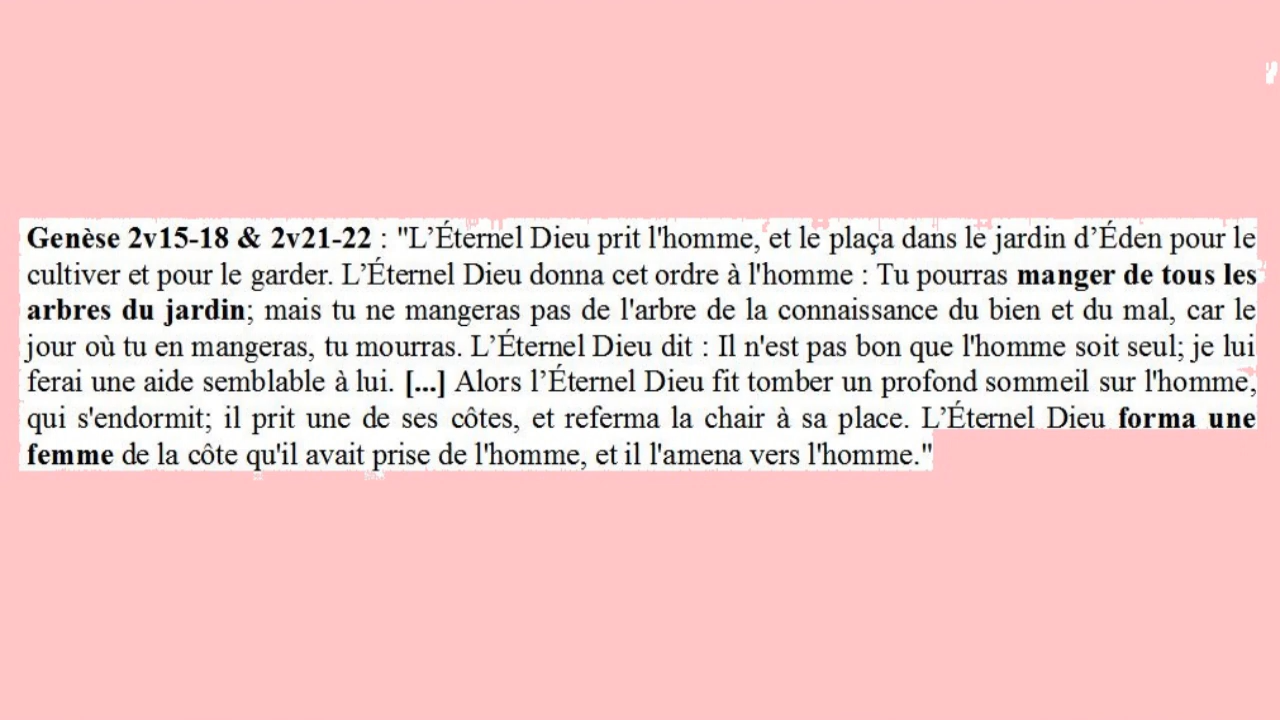 Genèse 2v15-18 & 2v21-22 : "L’Éternel Dieu prit l'homme, et le plaça dans le jardin d’Éden pour le
cultiver et pour le garder. L’Éternel Dieu donna cet ordre à l'homme : Tu pourras manger de tous les
arbres du jardin; mais tu ne mangeras pas de l'arbre de la connaissance du bien et du mal, car le
jour où tu en mangeras, tu mourras. L’Éternel Dieu dit : Il n'est pas bon que l'homme soit seul; je lui
ferai une aide semblable à lui. [...] Alors l’Éternel Dieu fit tomber un profond sommeil sur l'homme,
qui s'endormit; il prit une de ses côtes, et referma la chair à sa place. L’Éternel Dieu forma une
femme de la côte qu'il avait prise de l'homme, et il l'amena vers l'homme."